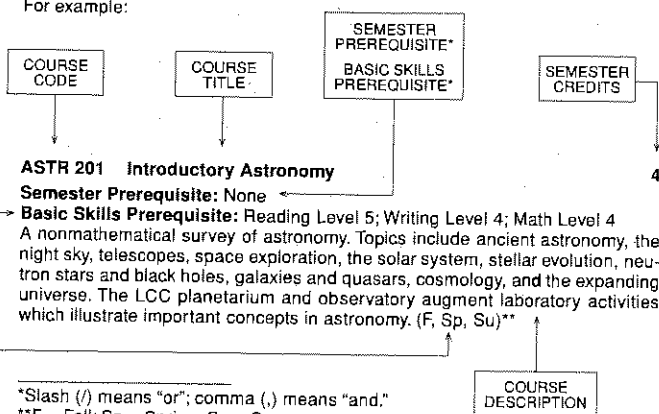 For example:
SEMESTER
PREREQUISITE*
BASIC SKILLS
PREREQUISITE*
COURSE
CODE
COURSE
TITLE
SEMESTER
CREDITS
ASTR 201 Introductory Astronomy 4
Semester Prerequisite: None
Basic Skills Prerequisite: Reading Level 5; Writing Level 4; Math Level 4
A nonmathematical survey of astronomy. Topics include ancient astronomy, the
night sky, telescopes, space exploration, the solar system, stellar evolution, neu-
tron stars and black holes, galaxies and quasars, cosmology, and the expanding
universe. The LCC planetarium and observatory augment laboratory activities
which illustrate important concepts in astronomy. (F, Sp, Su)**
*Slash (/) means "or"; comma (,) means "and."
COURSE
DESCRIPTION